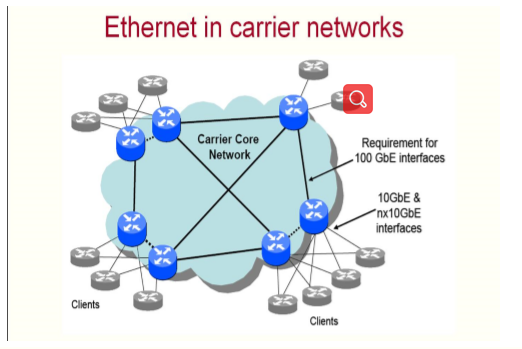 Ethernet in carrier networks
Carrier Core
Network
Requirement for
100 GbE interfaces
10GbE &
nx10GbE
interfaces
Clients
Clients